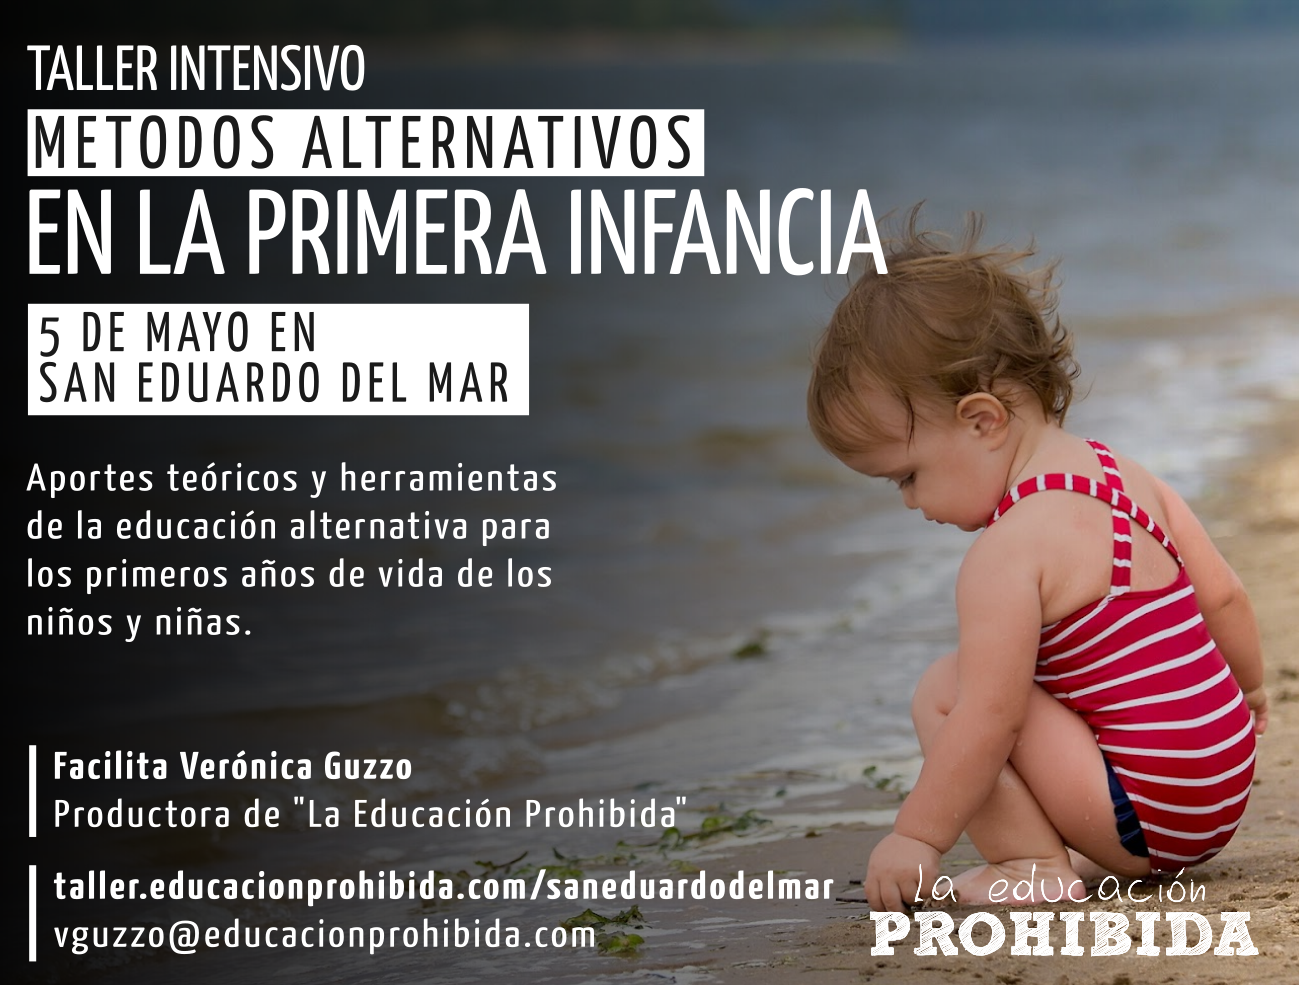 TALLER INTENSIVO
METODOS ALTERNATIVOS
EN LA PRIMERA INFANCIA
5 DE MAYO EN
SAN EDUARDO DEL MAR
Aportes teóricos y herramientas
de la educación alternativa para
los primeros años de vida de los
niños y niñas.
Facilita Verónica Guzzo
Productora de "La Educación Prohibida"
taller.educacionprohibida.com/saneduardodelmar
vguzzo@educacionprohibida.com
La educación
PROHIBIDA